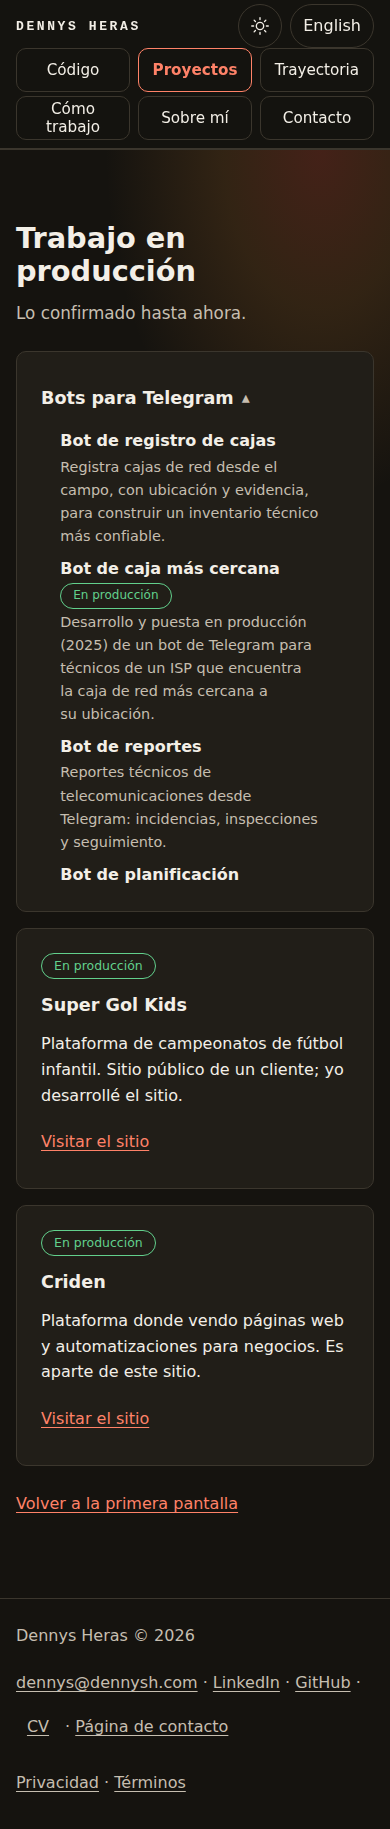 DENNYS HERAS
English
Código
Proyectos
Trayectoria
Cómo
trabajo
Sobre mí
Contacto
Trabajo en
producción
Lo confirmado hasta ahora.
Bots para Telegram ▲
Bot de registro de cajas
Registra cajas de red desde el
campo, con ubicación y evidencia,
para construir un inventario técnico
más confiable.
Bot de caja más cercana
En producción
Desarrollo y puesta en producción
(2025) de un bot de Telegram para
técnicos de un ISP que encuentra
la caja de red más cercana a
su ubicación.
Bot de reportes
Reportes técnicos de
telecomunicaciones desde
Telegram: incidencias, inspecciones
y seguimiento.
Bot de planificación
En producción
Super Gol Kids
Plataforma de campeonatos de fútbol
infantil. Sitio público de un cliente; yo
desarrollé el sitio.
Visitar el sitio
En producción
Criden
Plataforma donde vendo páginas web
y automatizaciones para negocios. Es
aparte de este sitio.
Visitar el sitio
Volver a la primera pantalla
Dennys Heras © 2026
dennys@dennysh.com · LinkedIn · GitHub ·
CV · Página de contacto
Privacidad · Términos